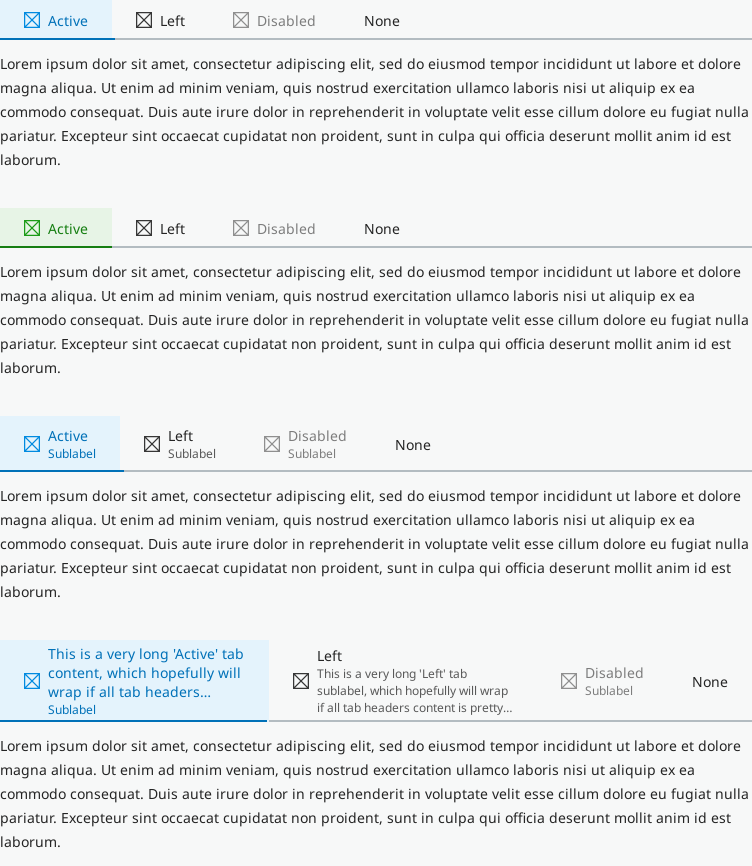 Active Left Disabled None
Lorem ipsum dolor sit amet, consectetur adipiscing elit, sed do eiusmod tempor incididunt ut labore et dolore
magna aliqua. Ut enim ad minim veniam, quis nostrud exercitation ullamco laboris nisi ut aliquip ex ea
commodo consequat. Duis aute irure dolor in reprehenderit in voluptate velit esse cillum dolore eu fugiat nulla
pariatur. Excepteur sint occaecat cupidatat non proident, sunt in culpa qui officia deserunt mollit anim id est
laborum.
Active Left Disabled None
Lorem ipsum dolor sit amet, consectetur adipiscing elit, sed do eiusmod tempor incididunt ut labore et dolore
magna aliqua. Ut enim ad minim veniam, quis nostrud exercitation ullamco laboris nisi ut aliquip ex ea
commodo consequat. Duis aute irure dolor in reprehenderit in voluptate velit esse cillum dolore eu fugiat nulla
pariatur. Excepteur sint occaecat cupidatat non proident, sunt in culpa qui officia deserunt mollit anim id est
laborum.
Active
Sublabel
Left
Sublabel
Disabled
Sublabel
None
Lorem ipsum dolor sit amet, consectetur adipiscing elit, sed do eiusmod tempor incididunt ut labore et dolore
magna aliqua. Ut enim ad minim veniam, quis nostrud exercitation ullamco laboris nisi ut aliquip ex ea
commodo consequat. Duis aute irure dolor in reprehenderit in voluptate velit esse cillum dolore eu fugiat nulla
pariatur. Excepteur sint occaecat cupidatat non proident, sunt in culpa qui officia deserunt mollit anim id est
laborum.
This is a very long 'Active' tab
content, which hopefully will
wrap if all tab headers...
Sublabel
Left
This is a very long 'Left' tab
sublabel, which hopefully will wrap
if all tab headers content is pretty...
Disabled
Sublabel
None
Lorem ipsum dolor sit amet, consectetur adipiscing elit, sed do eiusmod tempor incididunt ut labore et dolore
magna aliqua. Ut enim ad minim veniam, quis nostrud exercitation ullamco laboris nisi ut aliquip ex ea
commodo consequat. Duis aute irure dolor in reprehenderit in voluptate velit esse cillum dolore eu fugiat nulla
pariatur. Excepteur sint occaecat cupidatat non proident, sunt in culpa qui officia deserunt mollit anim id est
laborum.